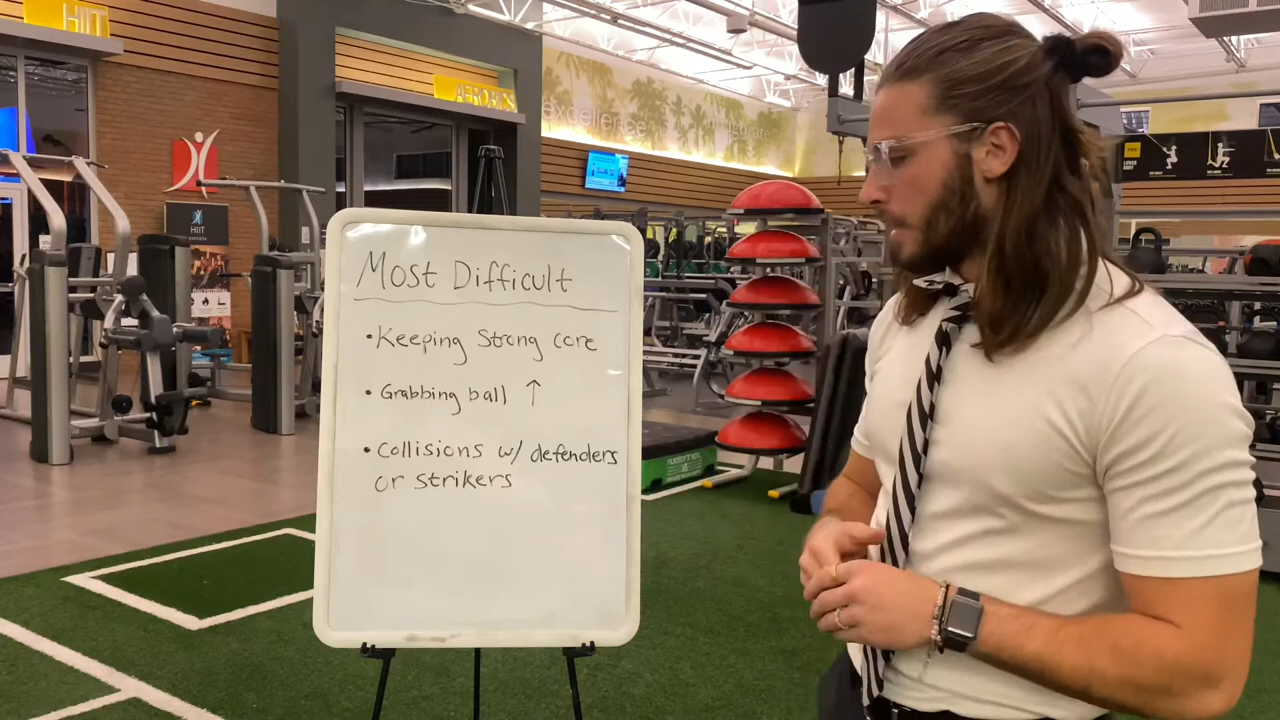 HIIT
AEROBICS
excellence
HIIT
Most Difficult
• Keeping Strong core
• Grabbing ball ↑
• Collisions w/ defenders
or strikers